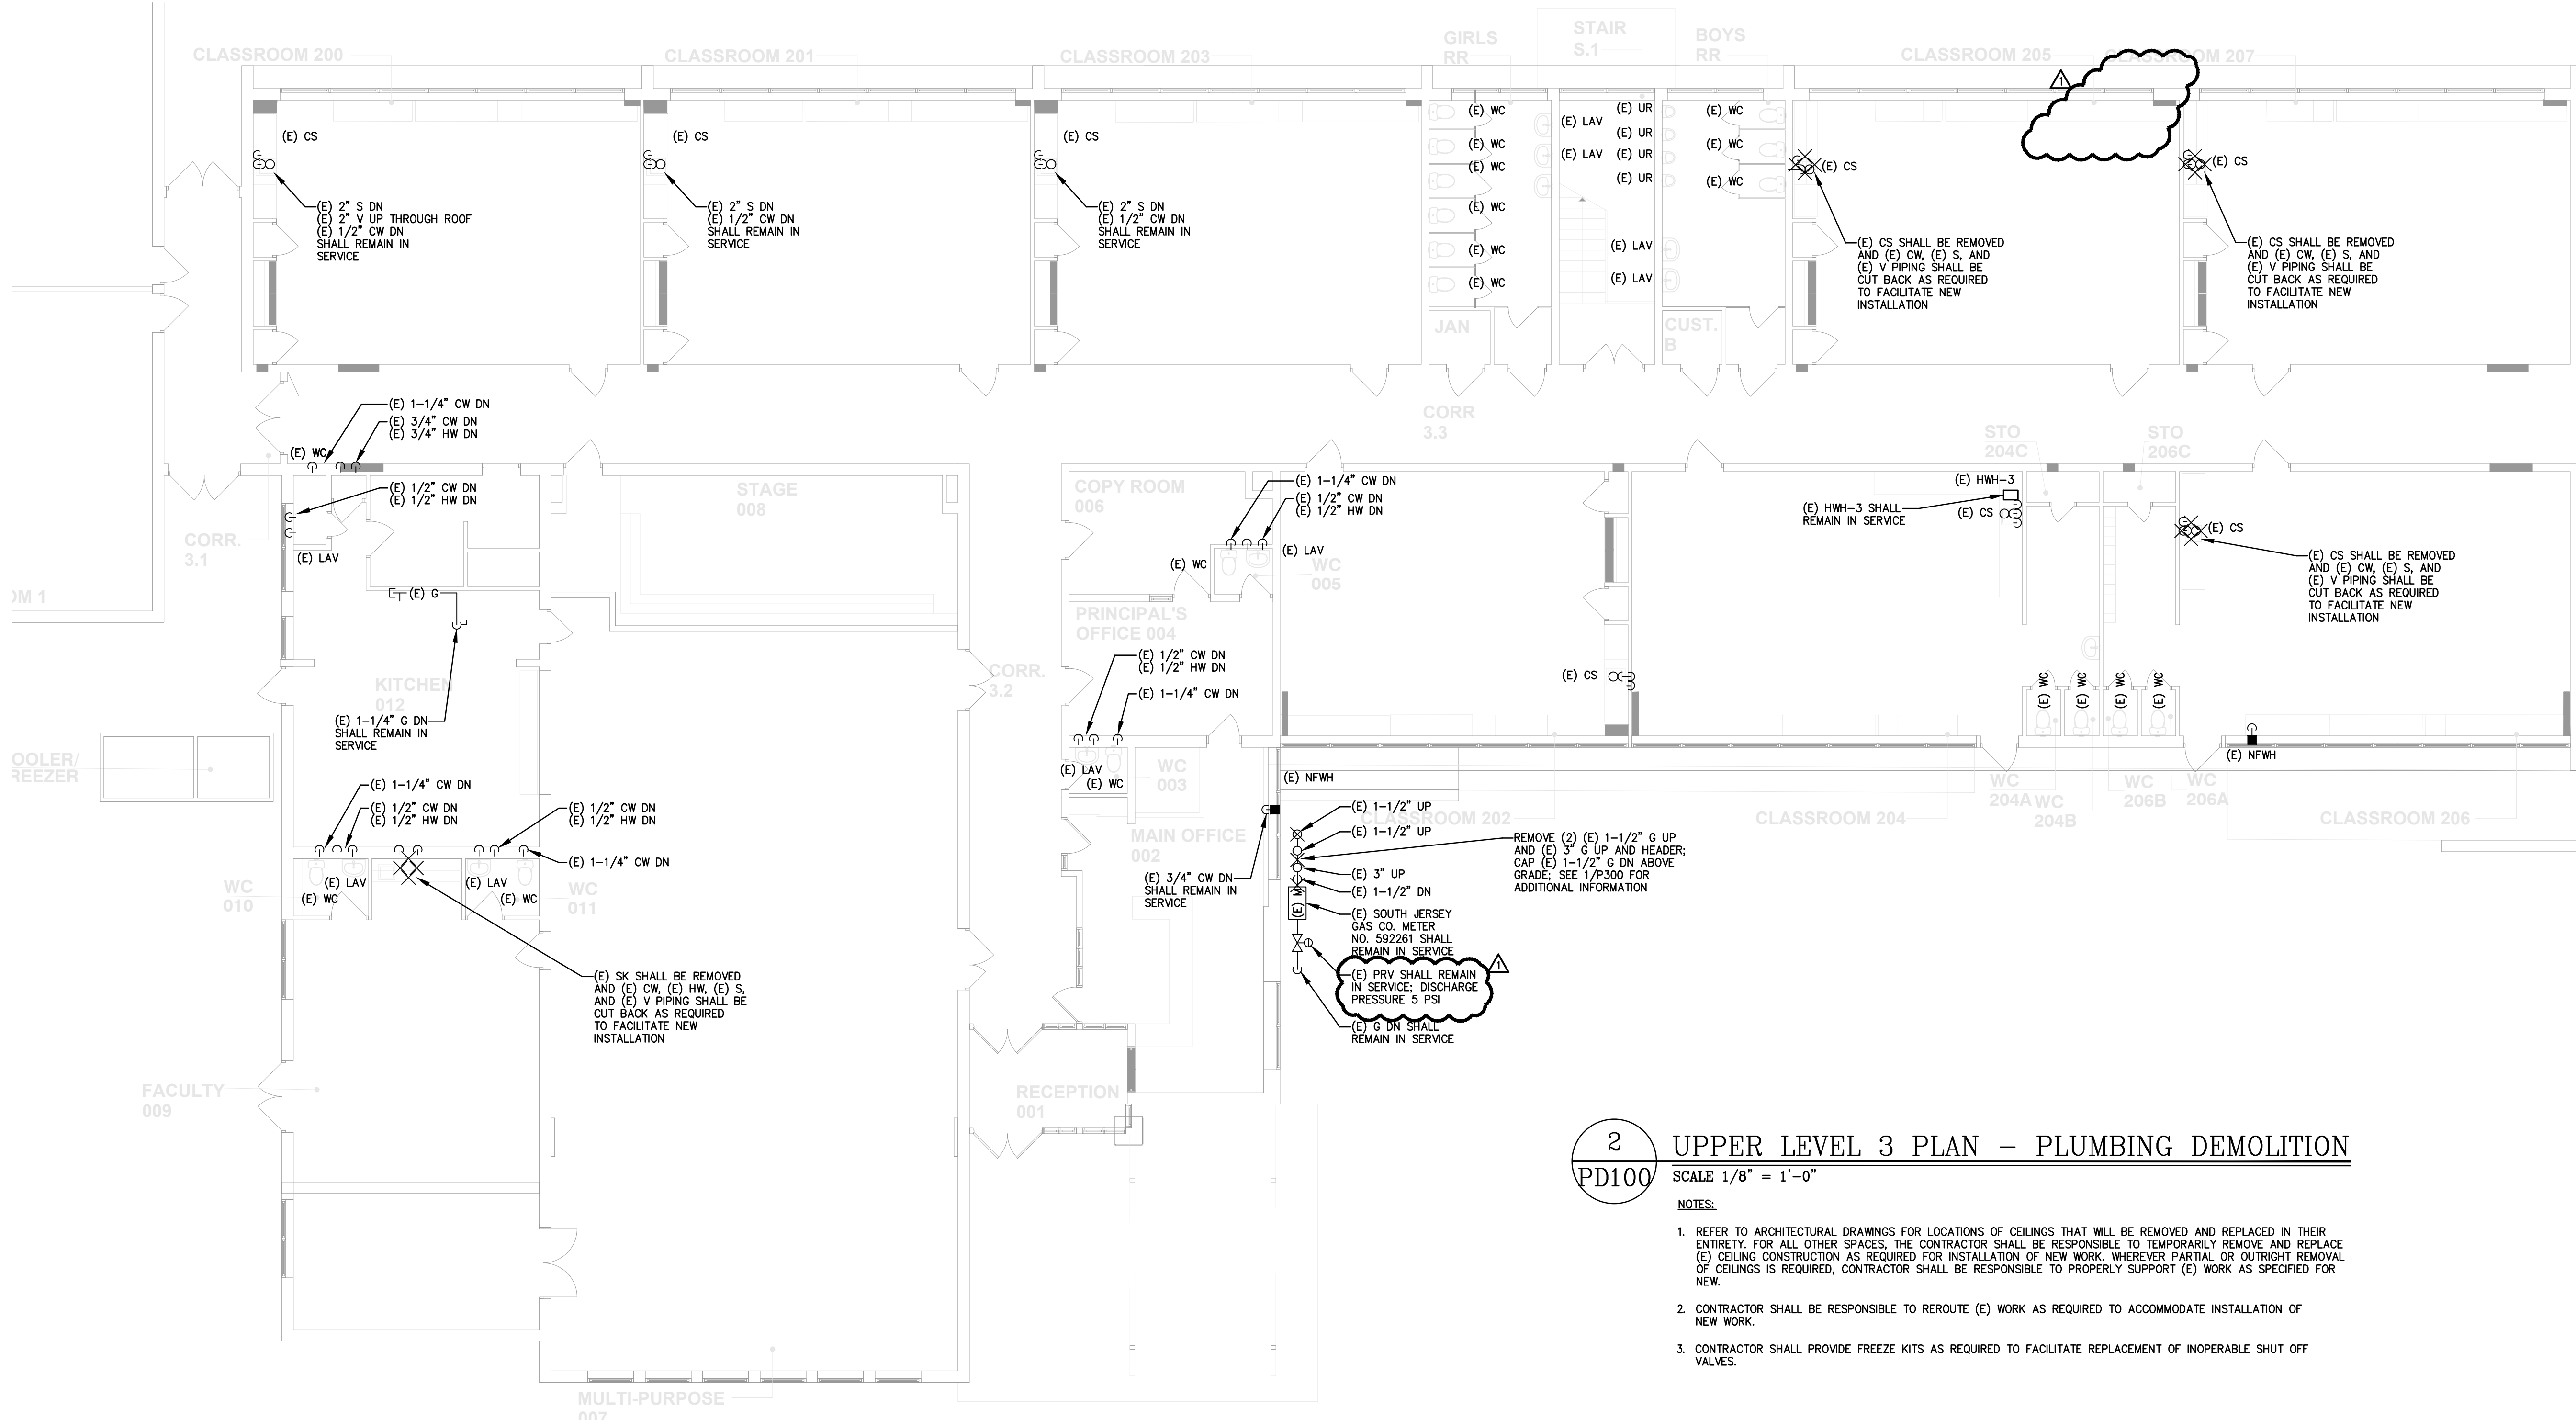 CLASSROOM 200
CLASSROOM 201
CLASSROOM 203
GIRLS
RR
STAIR
S.1
BOYS
RR
CLASSROOM 205
CLASSROOM 207
1
(E) CS
(E) 2" S DN
(E) 2" V UP THROUGH ROOF
(E) 1/2" CW DN
SHALL REMAIN IN
SERVICE
(E) CS
(E) 2" S DN
(E) 1/2" CW DN
SHALL REMAIN IN
SERVICE
(E) CS
(E) 2" S DN
(E) 1/2" CW DN
SHALL REMAIN IN
SERVICE
(E) WC
(E) WC
(E) WC
(E) WC
(E) WC
(E) WC
(E) LAV
(E) LAV
(E) UR
(E) UR
(E) UR
(E) UR
(E) LAV
(E) LAV
(E) WC
(E) WC
(E) WC
JAN
CUST.
B
(E) CS
(E) CS SHALL BE REMOVED
AND (E) CW, (E) S, AND
(E) V PIPING SHALL BE
CUT BACK AS REQUIRED
TO FACILITATE NEW
INSTALLATION
(E) CS
(E) CS SHALL BE REMOVED
AND (E) CW, (E) S, AND
(E) V PIPING SHALL BE
CUT BACK AS REQUIRED
TO FACILITATE NEW
INSTALLATION
(E) 1-1/4" CW DN
(E) 3/4" CW DN
(E) 3/4" HW DN
(E) WC
(E) 1/2" CW DN
(E) 1/2" HW DN
(E) LAV
CORR.
3.1
OM 1
STAGE
008
CORR
3.3
COPY ROOM
006
(E) 1-1/4" CW DN
(E) 1/2" CW DN
(E) 1/2" HW DN
(E) WC
(E) LAV
WC
005
STO
204C
STO
206C
(E) HWH-3
(E) HWH-3 SHALL
REMAIN IN SERVICE
(E) CS
(E) CS
(E) CS SHALL BE REMOVED
AND (E) CW, (E) S, AND
(E) V PIPING SHALL BE
CUT BACK AS REQUIRED
TO FACILITATE NEW
INSTALLATION
(E) G
KITCHEN
012
(E) 1-1/4" G DN
SHALL REMAIN IN
SERVICE
CORR.
3.2
PRINCIPAL'S
OFFICE 004
(E) 1/2" CW DN
(E) 1/2" HW DN
(E) 1-1/4" CW DN
(E) CS
(E) WC
(E) WC
(E) WC
(E) WC
(E) NFWH
OOLER/
REEZER
(E) LAV
(E) WC
WC
003
(E) NFWH
WC
204A
WC
204B
WC
206B
WC
206A
CLASSROOM 202
CLASSROOM 204
CLASSROOM 206
(E) 1-1/4" CW DN
(E) 1/2" CW DN
(E) 1/2" HW DN
(E) 1/2" CW DN
(E) 1/2" HW DN
(E) 1-1/4" CW DN
(E) LAV
(E) WC
WC
010
(E) LAV
(E) WC
WC
011
MAIN OFFICE
002
(E) 3/4" CW DN
SHALL REMAIN IN
SERVICE
(E) 1-1/2" UP
(E) 1-1/2" UP
(E) 3" UP
(E) 1-1/2" DN
REMOVE (2) (E) 1-1/2" G UP
AND (E) 3" G UP AND HEADER;
CAP (E) 1-1/2" G DN ABOVE
GRADE; SEE 1/P300 FOR
ADDITIONAL INFORMATION
(E) M
(E) SOUTH JERSEY
GAS CO. METER
NO. 592261 SHALL
REMAIN IN SERVICE
1
(E) PRV SHALL REMAIN
IN SERVICE; DISCHARGE
PRESSURE 5 PSI
(E) G DN SHALL
REMAIN IN SERVICE
(E) SK SHALL BE REMOVED
AND (E) CW, (E) HW, (E) S,
AND (E) V PIPING SHALL BE
CUT BACK AS REQUIRED
TO FACILITATE NEW
INSTALLATION
FACULTY
009
RECEPTION
001
MULTI-PURPOSE
007
2
PD100
UPPER LEVEL 3 PLAN - PLUMBING DEMOLITION
SCALE 1/8" = 1'-0"
NOTES:
1. REFER TO ARCHITECTURAL DRAWINGS FOR LOCATIONS OF CEILINGS THAT WILL BE REMOVED AND REPLACED IN THEIR
ENTIRETY. FOR ALL OTHER SPACES, THE CONTRACTOR SHALL BE RESPONSIBLE TO TEMPORARILY REMOVE AND REPLACE
(E) CEILING CONSTRUCTION AS REQUIRED FOR INSTALLATION OF NEW WORK. WHEREVER PARTIAL OR OUTRIGHT REMOVAL
OF CEILINGS IS REQUIRED, CONTRACTOR SHALL BE RESPONSIBLE TO PROPERLY SUPPORT (E) WORK AS SPECIFIED FOR
NEW.
2. CONTRACTOR SHALL BE RESPONSIBLE TO REROUTE (E) WORK AS REQUIRED TO ACCOMMODATE INSTALLATION OF
NEW WORK.
3. CONTRACTOR SHALL PROVIDE FREEZE KITS AS REQUIRED TO FACILITATE REPLACEMENT OF INOPERABLE SHUT OFF
VALVES.